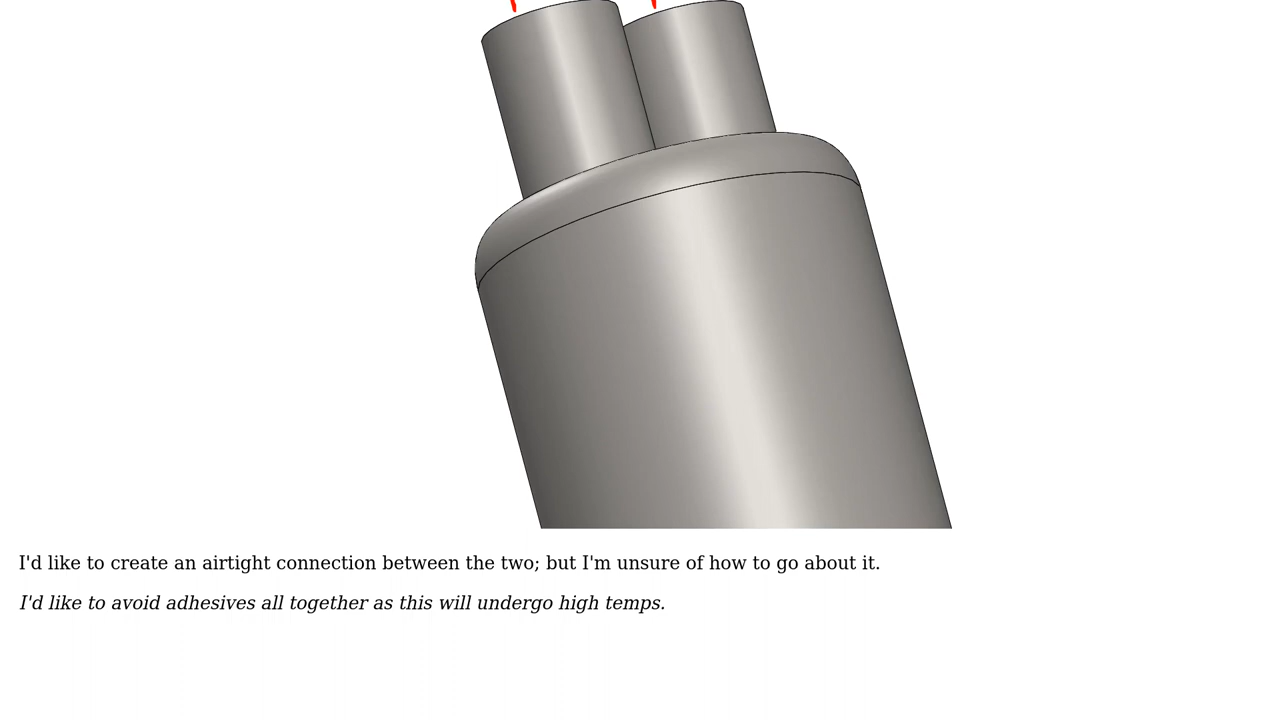 I'd like to create an airtight connection between the two; but I'm unsure of how to go about it.
I'd like to avoid adhesives all together as this will undergo high temps.